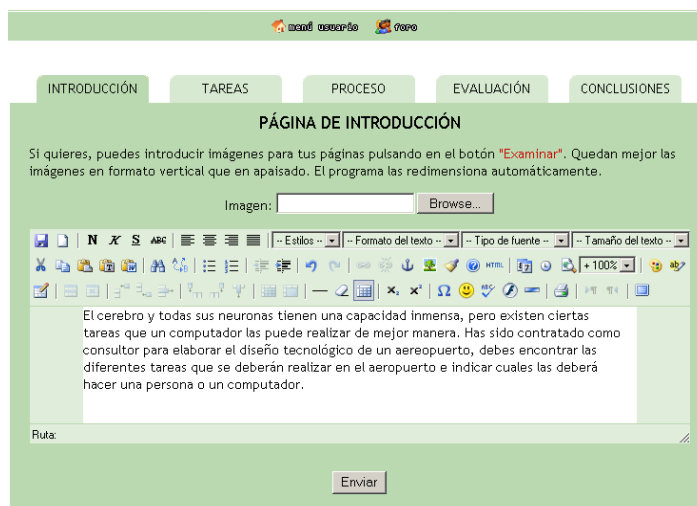 menú usuario foro
INTRODUCCIÓN TAREAS PROCESO EVALUACIÓN CONCLUSIONES
PÁGINA DE INTRODUCCIÓN
Si quieres, puedes introducir imágenes para tus páginas pulsando en el botón "Examinar". Quedan mejor las
imágenes en formato vertical que en apaisado. El programa las redimensiona automáticamente.
Imagen: Browse...
N K S ABC -- Estilos -- -- Formato del texto -- -- Tipo de fuente -- -- Tamaño del texto --
HTML + 100%
El cerebro y todas sus neuronas tienen una capacidad inmensa, pero existen ciertas
tareas que un computador las puede realizar de mejor manera. Has sido contratado como
consultor para elaborar el diseño tecnológico de un aereopuerto, debes encontrar las
diferentes tareas que se deberán realizar en el aeropuerto e indicar cuales las deberá
hacer una persona o un computador.
Ruta:
Enviar